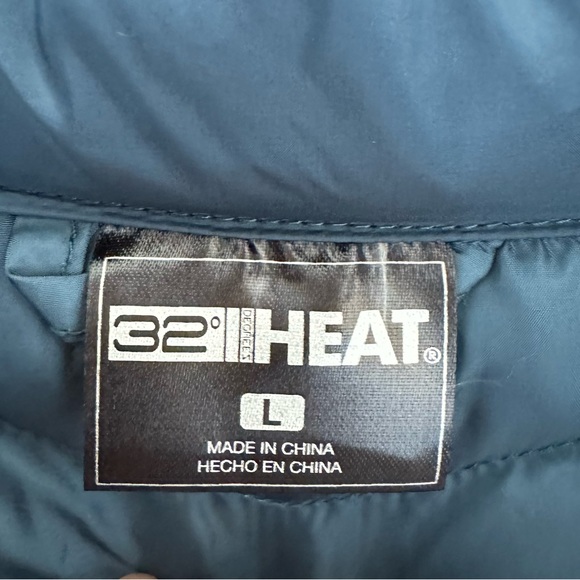 32° DEGREES HEAT®
L
MADE IN CHINA
HECHO EN CHINA